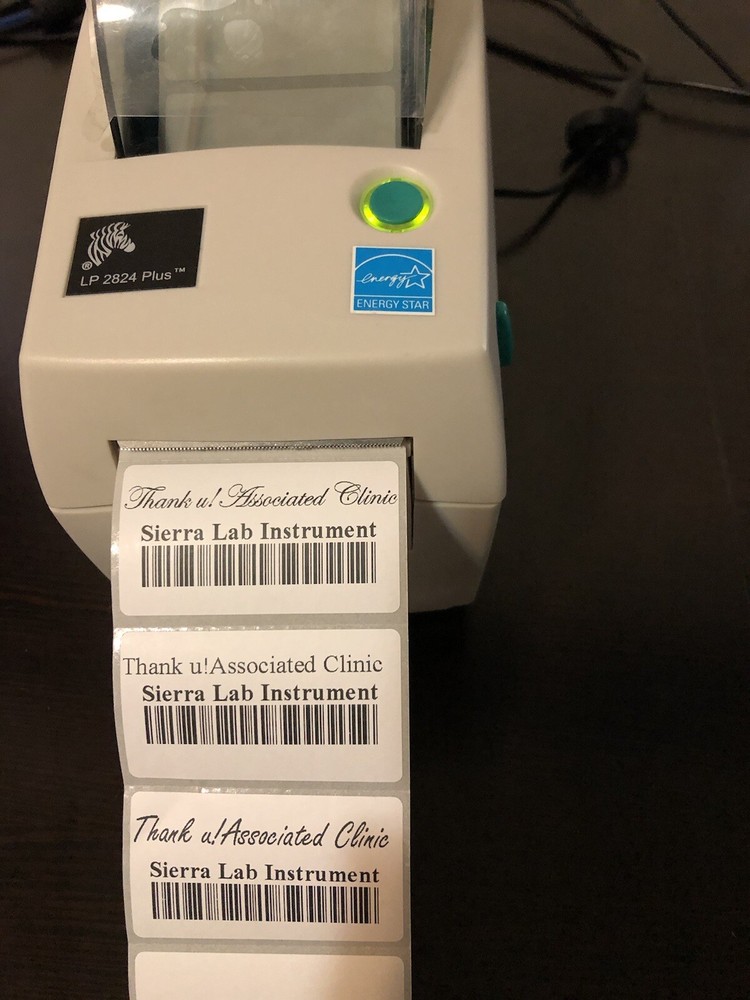 ® LP 2824 Plus™
energy
ENERGY STAR
Thank u! Associated Clinic
Sierra Lab Instrument
Thank u!Associated Clinic
Sierra Lab Instrument
Thank u!Associated Clinic
Sierra Lab Instrument